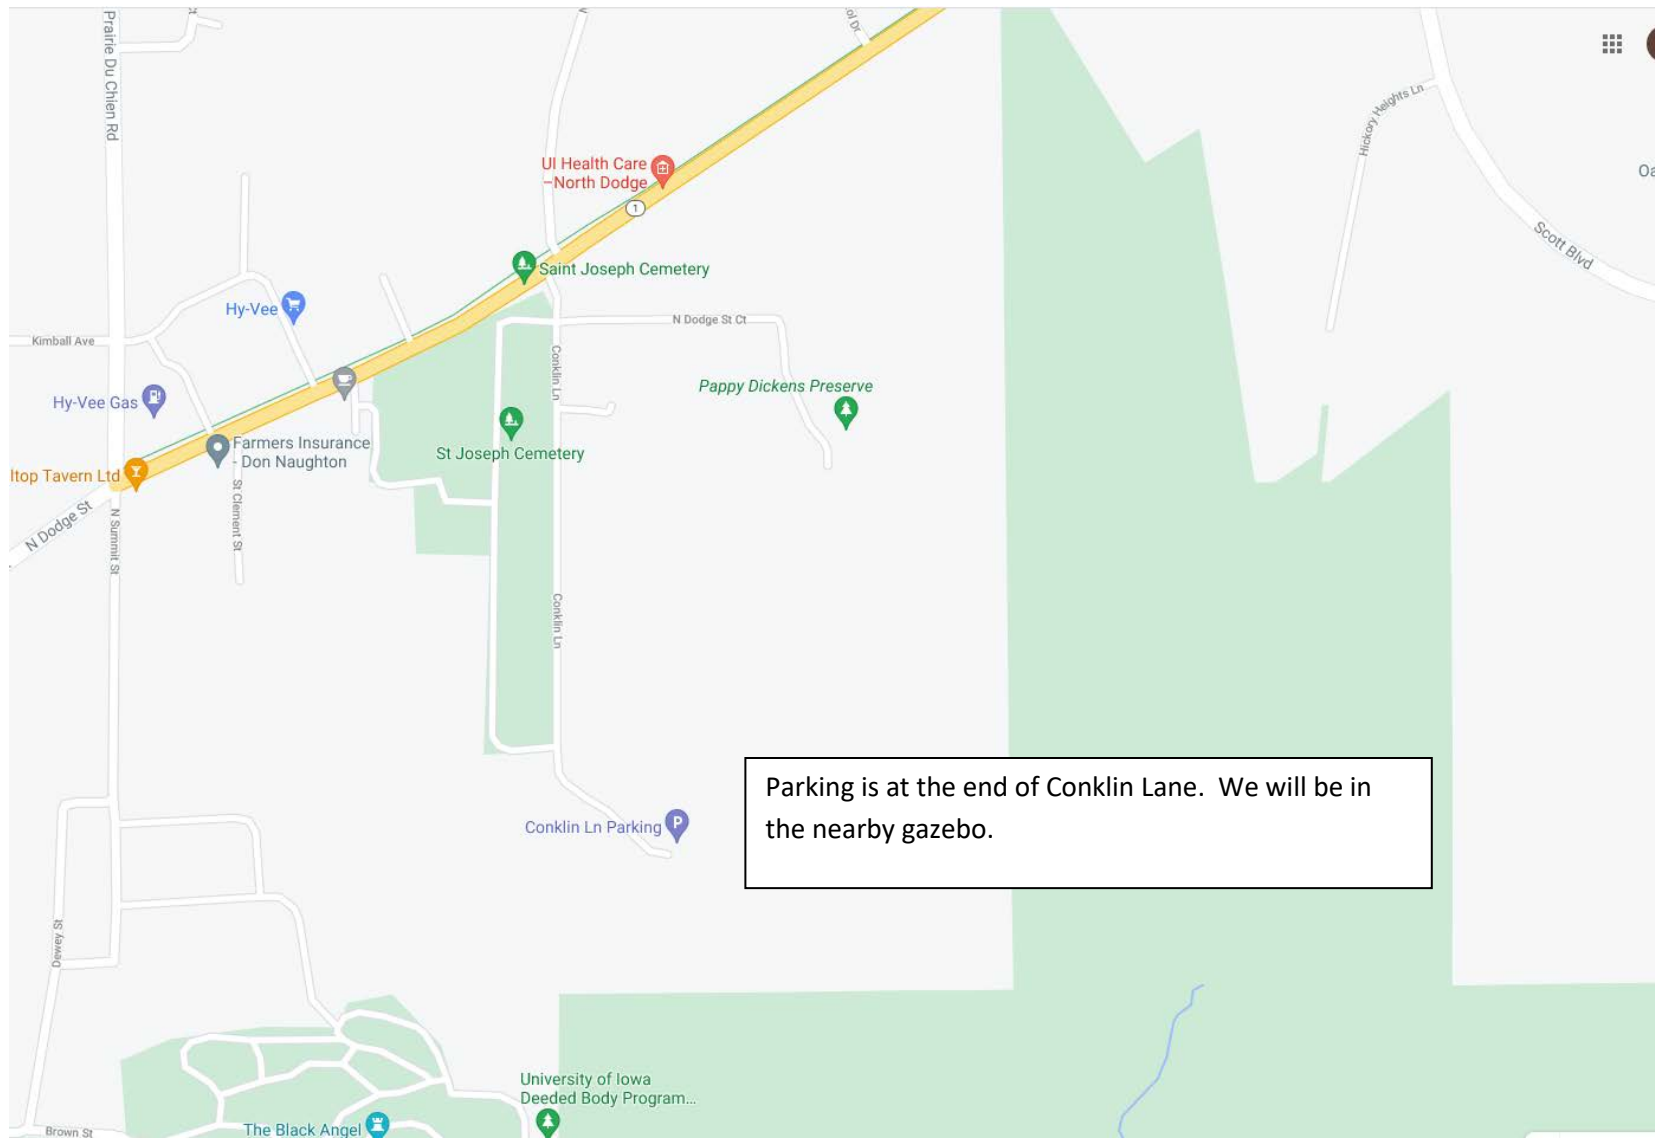 Prairie Du Chien Rd
ol Dr
UI Health Care
–North Dodge
1
Hickory Heights Ln
Oa
Scott Blvd
Saint Joseph Cemetery
Hy-Vee
N Dodge St Ct
Kimball Ave
Conklin Ln
Pappy Dickens Preserve
Hy-Vee Gas
Farmers Insurance
- Don Naughton
St Joseph Cemetery
ltop Tavern Ltd
N Dodge St
N Summit St
St Clement St
Conklin Ln
Parking is at the end of Conklin Lane. We will be in
the nearby gazebo.
Conklin Ln Parking
P
Dewey St
University of Iowa
Deeded Body Program...
The Black Angel
Brown St